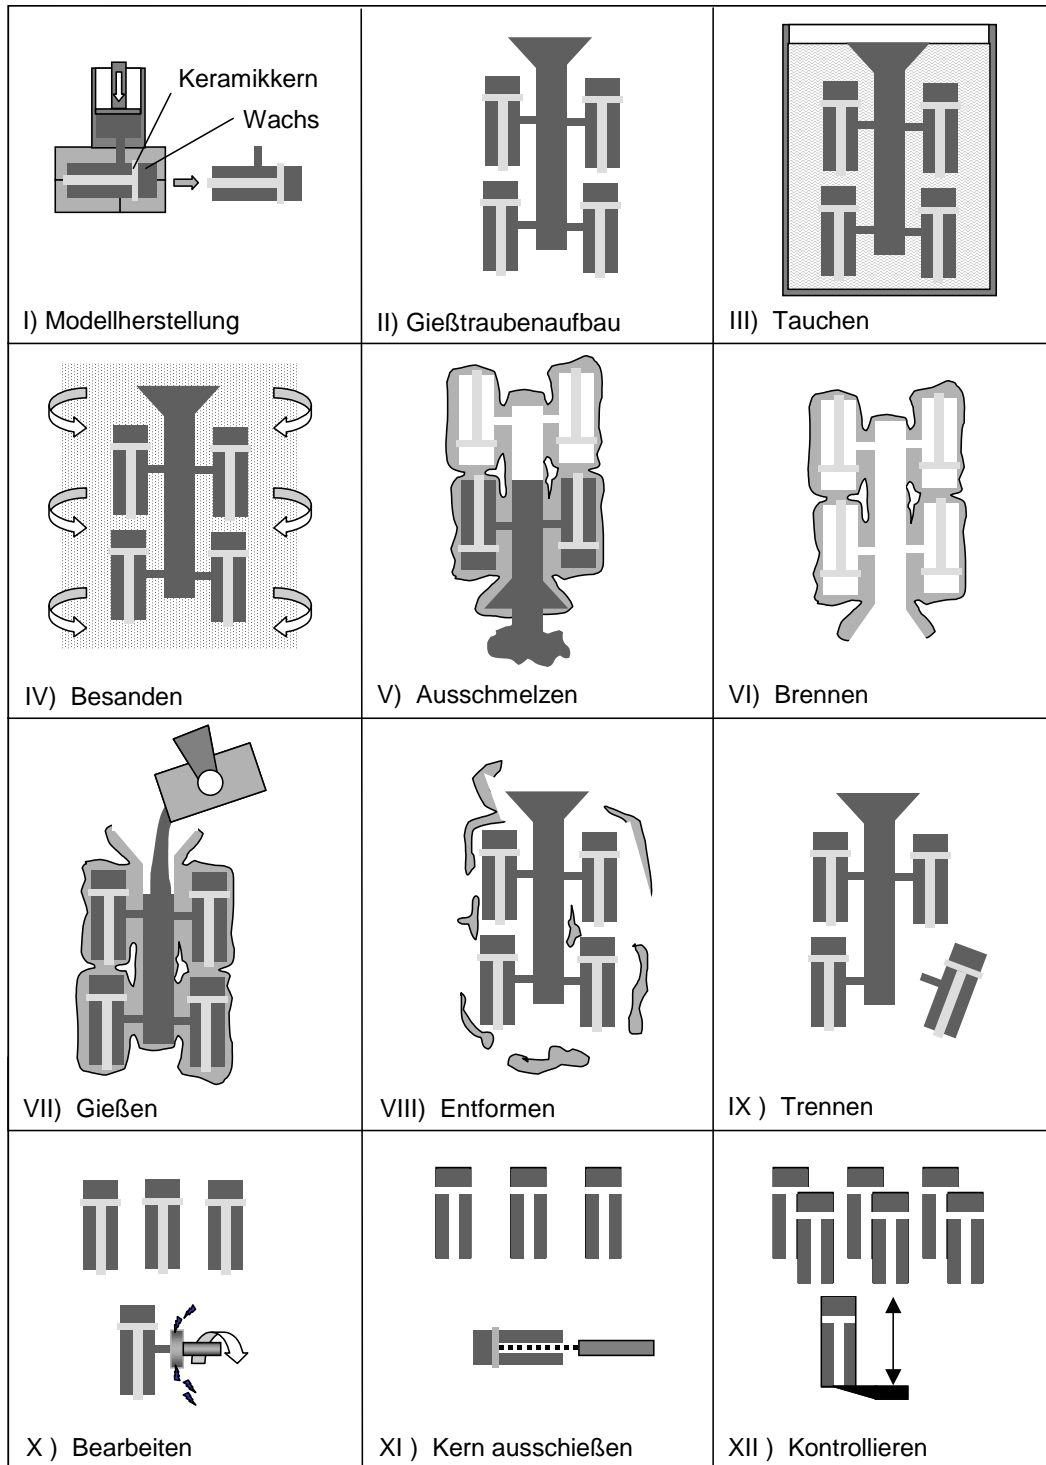 Keramikkern
Wachs
I) Modellherstellung
II) Gießtraubenaufbau
III) Tauchen
IV) Besanden
V) Ausschmelzen
VI) Brennen
VII) Gießen
VIII) Entformen
IX ) Trennen
X ) Bearbeiten
XI ) Kern ausschießen
XII ) Kontrollieren